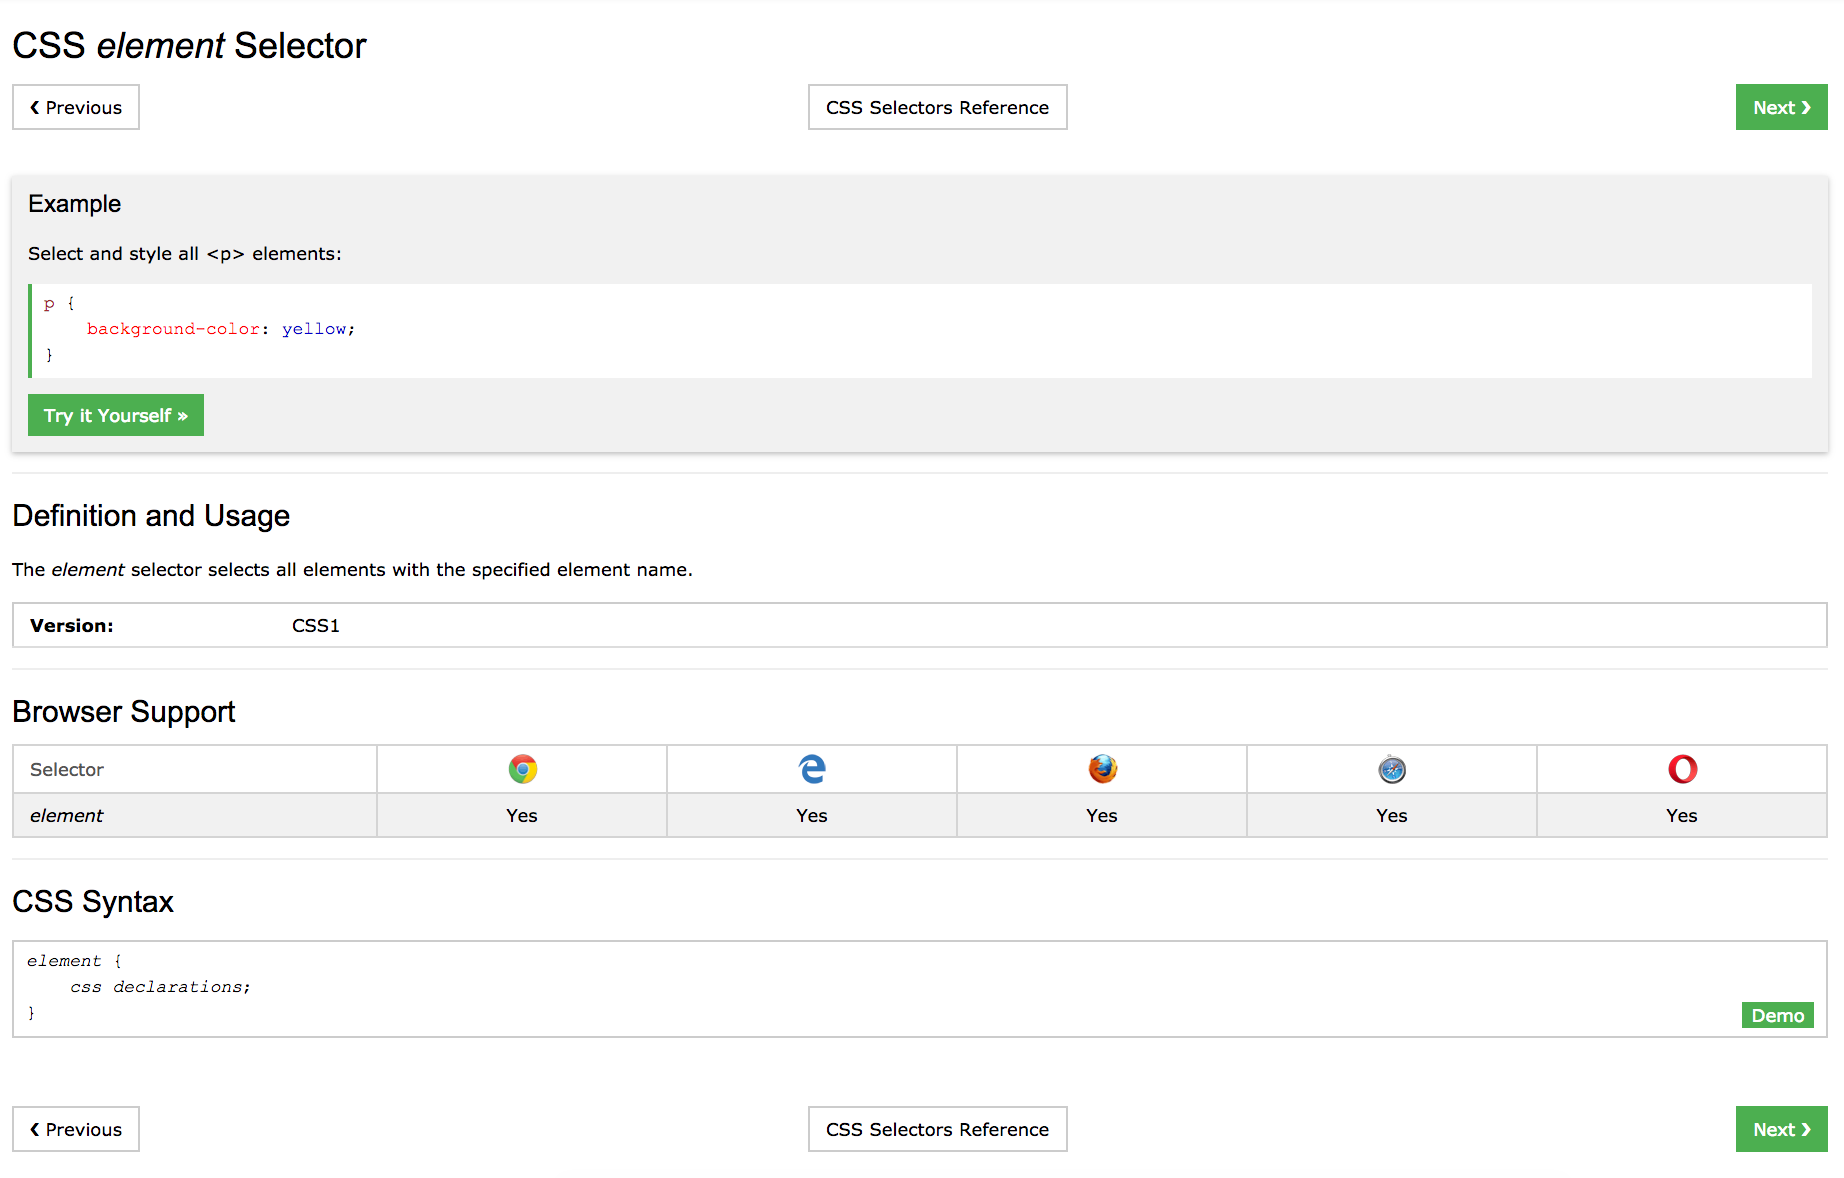 CSS element Selector
❮ Previous
CSS Selectors Reference
Next ❯
Example
Select and style all <p> elements:
p {
    background-color: yellow;
}
Try it Yourself »
Definition and Usage
The element selector selects all elements with the specified element name.
Version: CSS1
Browser Support
Selector
element Yes Yes Yes Yes Yes
CSS Syntax
element {
    css declarations;
}
Demo
❮ Previous
CSS Selectors Reference
Next ❯